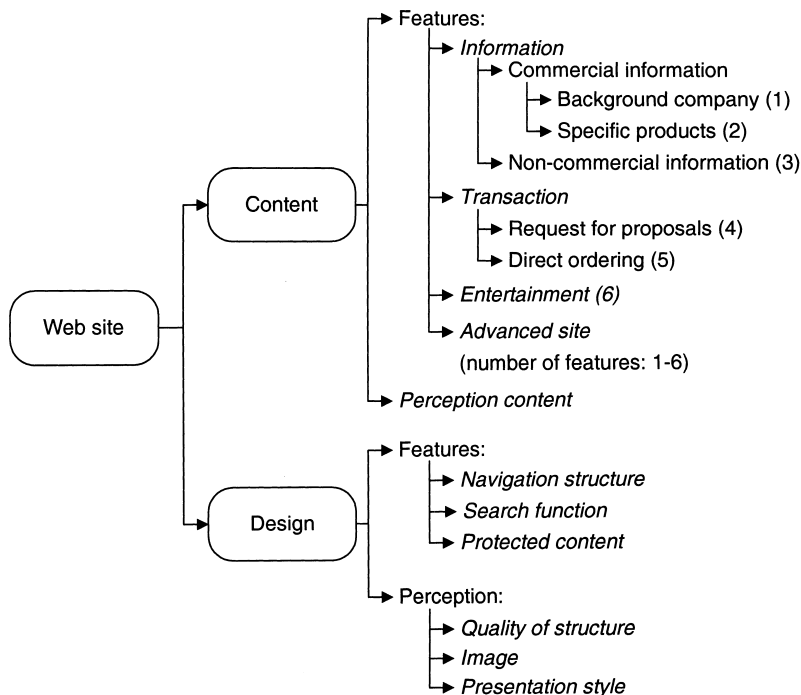 Features:
Information
Commercial information
Background company (1)
Specific products (2)
Non-commercial information (3)
Content
Transaction
Request for proposals (4)
Direct ordering (5)
Entertainment (6)
Web site
Advanced site
(number of features: 1-6)
Perception content
Features:
Navigation structure
Search function
Design
Protected content
Perception:
Quality of structure
Image
Presentation style